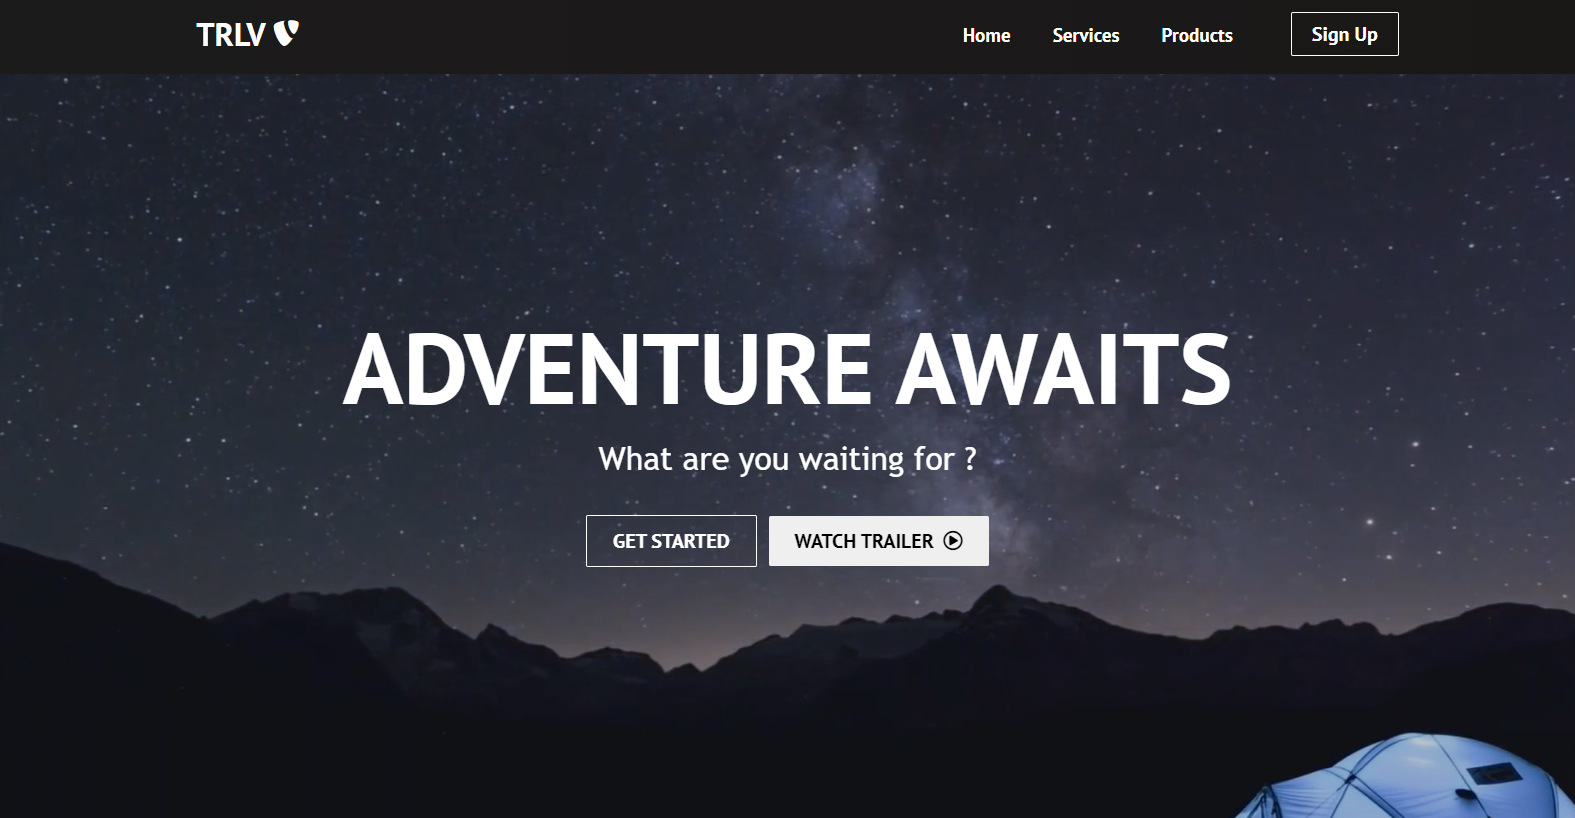 TRLV
Home Services Products Sign Up
ADVENTURE AWAITS
What are you waiting for ?
GET STARTED WATCH TRAILER